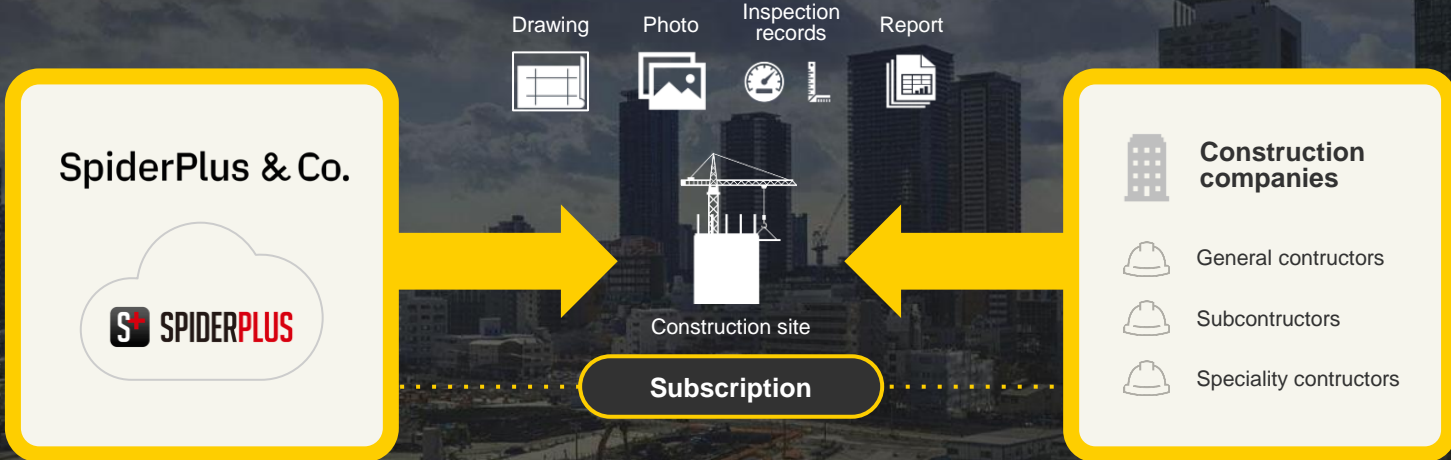 Drawing
Photo
Inspection
records
Report
SpiderPlus & Co.
S+ SPIDERPLUS
Construction site
Subscription
Construction
companies
General contructors
Subcontructors
Speciality contructors